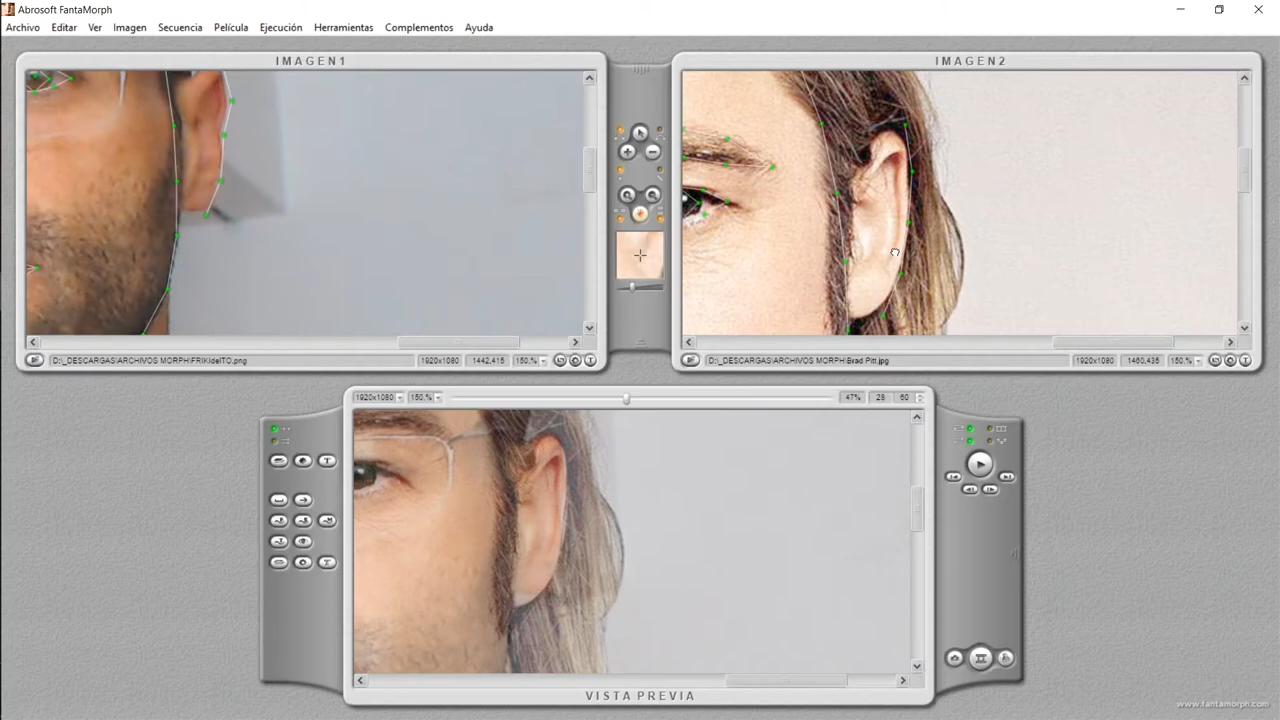 Abrosoft FantaMorph
Archivo Editar Ver Imagen Secuencia Película Ejecución Herramientas Complementos Ayuda
IMAGEN1
IMAGEN2
D:\_DESCARGAS\ARCHIVOS MORPH\FRIKIdelTO.png
1920x1080
1442,415
150,%
D:\_DESCARGAS\ARCHIVOS MORPH\Brad Pitt.jpg
1920x1080
1460,435
150,%
1920x1080
150,%
47%
28
60
VISTA PREVIA
www.fantamorph.com